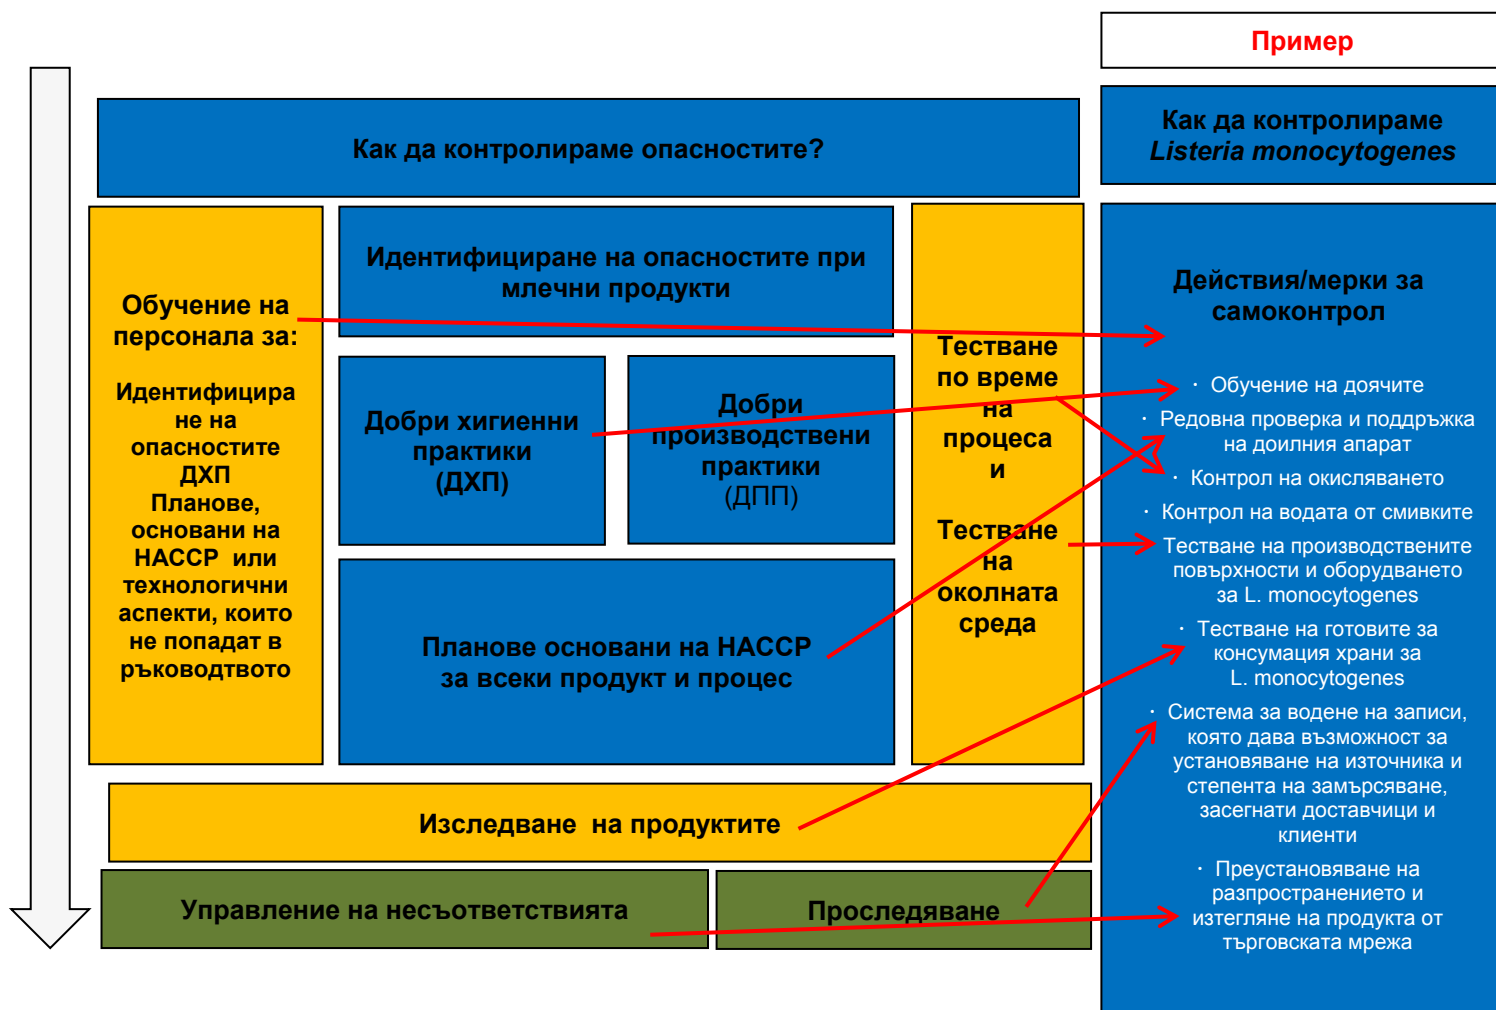 Пример
Как да контролираме опасностите?
Как да контролираме
Listeria monocytogenes
Обучение на
персонала за:
Идентифицира
не на
опасностите
ДХП
Планове,
основани на
НАССР или
технологични
аспекти, които
не попадат в
ръководтвото
Идентифициране на опасностите при
млечни продукти
Добри хигиенни
практики
(ДХП)
Добри
производствени
практики
(ДПП)
Планове основани на НАССР
за всеки продукт и процес
Тестване
по време
на
процеса
и
Тестване
на
околната
среда
Изследване на продуктите
Управление на несъответствията
Проследяване
Действия/мерки за
самоконтрол
· Обучение на доячите
· Редовна проверка и поддръжка
на доилния апарат
· Контрол на окисляването
· Контрол на водата от смивките
· Тестване на производствените
повърхности и оборудването
за L. monocytogenes
· Тестване на готовите за
консумация храни за
L. monocytogenes
· Система за водене на записи,
която дава възможност за
установяване на източника и
степента на замърсяване,
засегнати доставчици и
клиенти
· Преустановяване на
разпространението и
изтегляне на продукта от
търговската мрежа